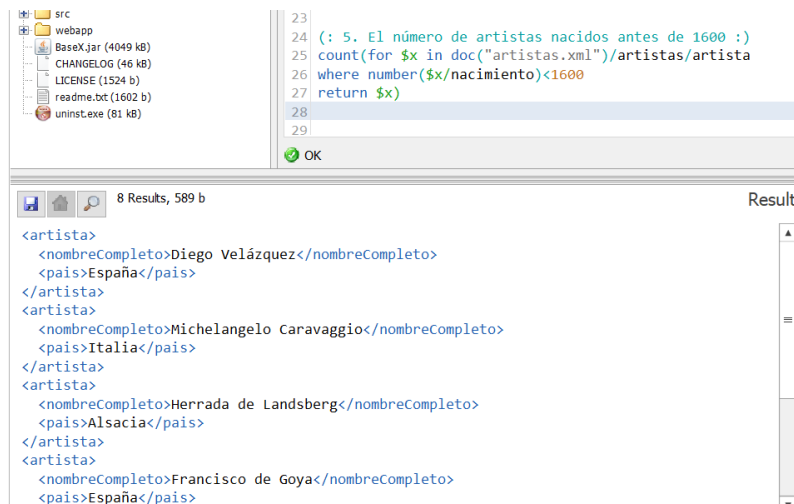 src
webapp
BaseX.jar (4049 kB)
CHANGELOG (46 kB)
LICENSE (1524 b)
readme.txt (1602 b)
uninst.exe (81 kB)
23
24 (: 5. El número de artistas nacidos antes de 1600 :)
25 count(for $x in doc("artistas.xml")/artistas/artista
26 where number($x/nacimiento)<1600
27 return $x)
28
29
OK
8 Results, 589 b
Result
<artista>
<nombreCompleto>Diego Velázquez</nombreCompleto>
<pais>España</pais>
</artista>
<artista>
<nombreCompleto>Michelangelo Caravaggio</nombreCompleto>
<pais>Italia</pais>
</artista>
<artista>
<nombreCompleto>Herrada de Landsberg</nombreCompleto>
<pais>Alsacia</pais>
</artista>
<artista>
<nombreCompleto>Francisco de Goya</nombreCompleto>
<pais>España</pais>